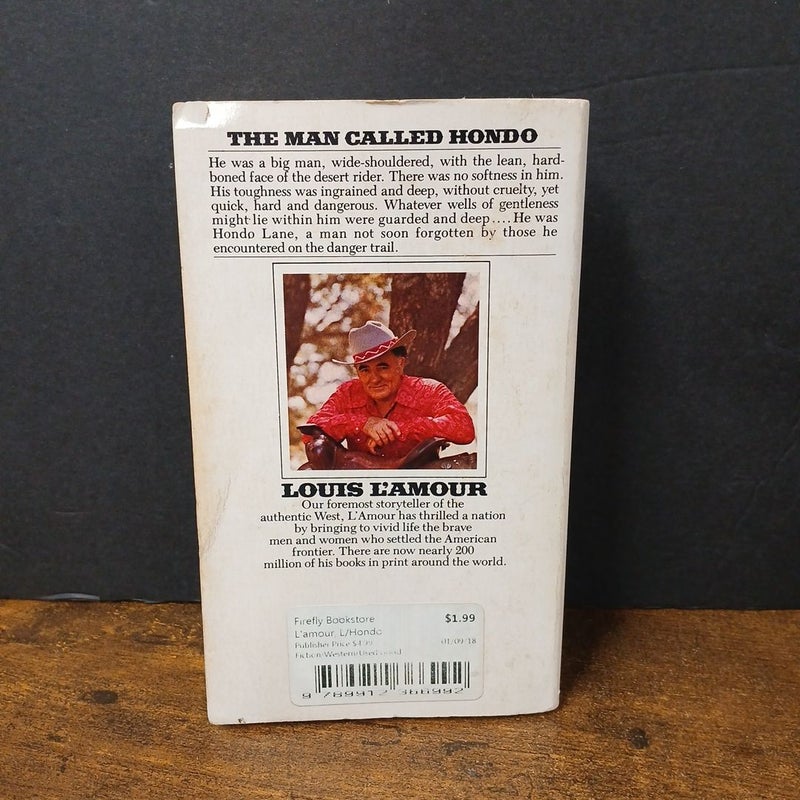 THE MAN CALLED HONDO
He was a big man, wide-shouldered, with the lean, hard-
boned face of the desert rider. There was no softness in him.
His toughness was ingrained and deep, without cruelty, yet
quick, hard and dangerous. Whatever wells of gentleness
might lie within him were guarded and deep....He was
Hondo Lane, a man not soon forgotten by those he
encountered on the danger trail.
LOUIS L'AMOUR
Our foremost storyteller of the
authentic West, L'Amour has thrilled a nation
by bringing to vivid life the brave
men and women who settled the American
frontier. There are now nearly 200
million of his books in print around the world.
Firefly Bookstore $1.99
L'amour, L/Hondo
Publisher Price $4.99 01/09/18
Fiction-Western/Used